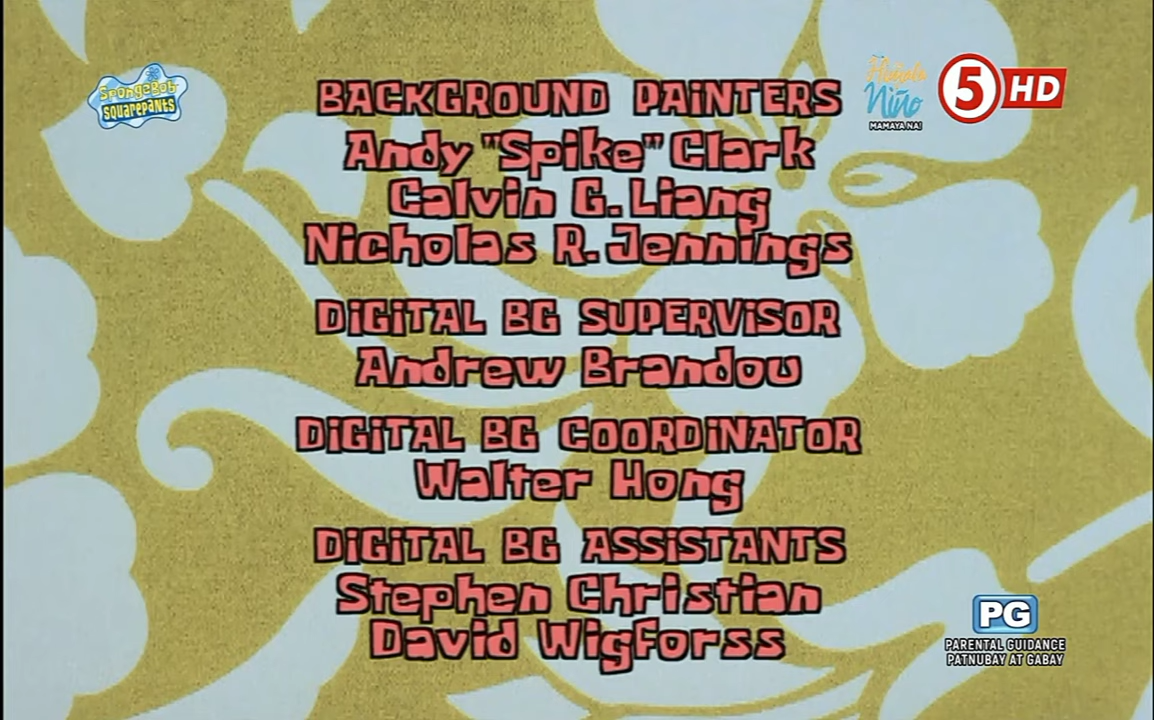 SPONGEBOB
SQUAREPANTS
Niño
MAMAYA NA!
5 HD
BACKGROUND PAiNTERS
Andy "Spike" Clark
Calvin G. Liang
Nicholas R. Jennings
DiGiTAL BG SUPERViSOR
Andrew Brandou
DiGiTAL BG COORDiNATOR
Walter Hong
DiGiTAL BG ASSiSTANTS
Stephen Christian
David Wigforss
PG
PARENTAL GUIDANCE
PATNUBAY AT GABAY